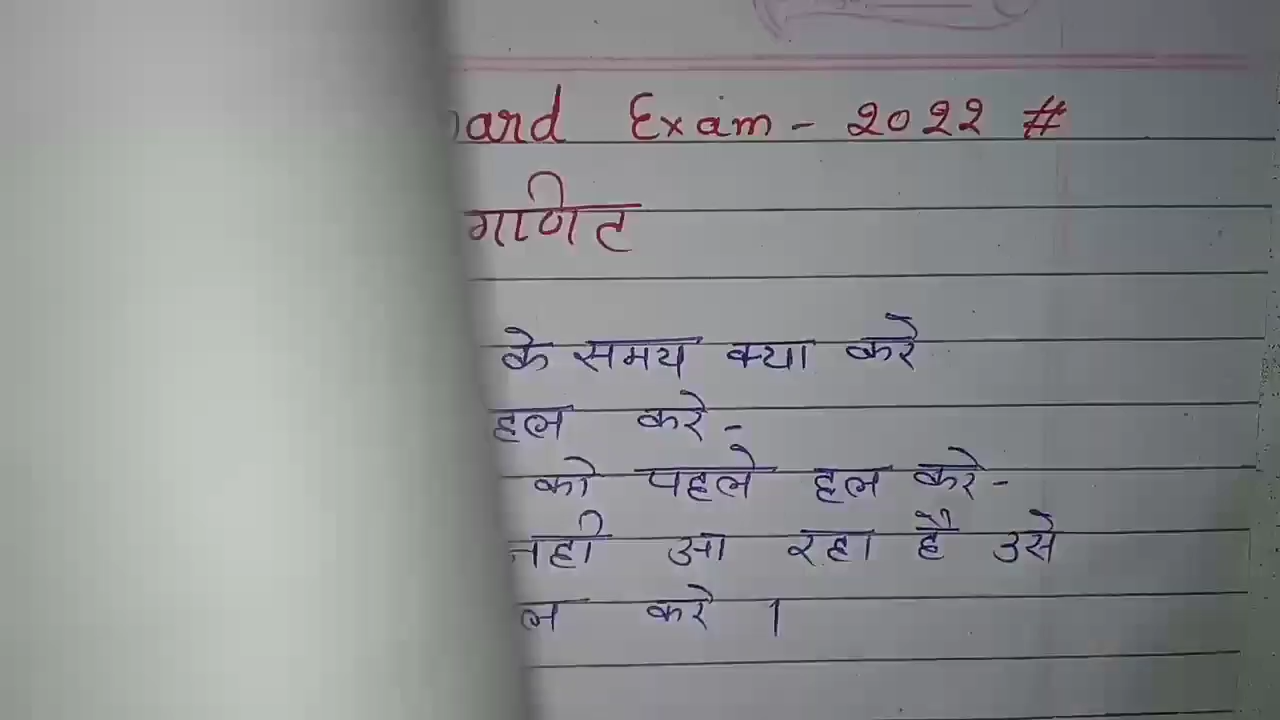 ard Exam - 2022 #
गणित
के समय क्या करे
हल करे -
को पहले हल करे -
नही आ रहा है उसे
ल करे ।